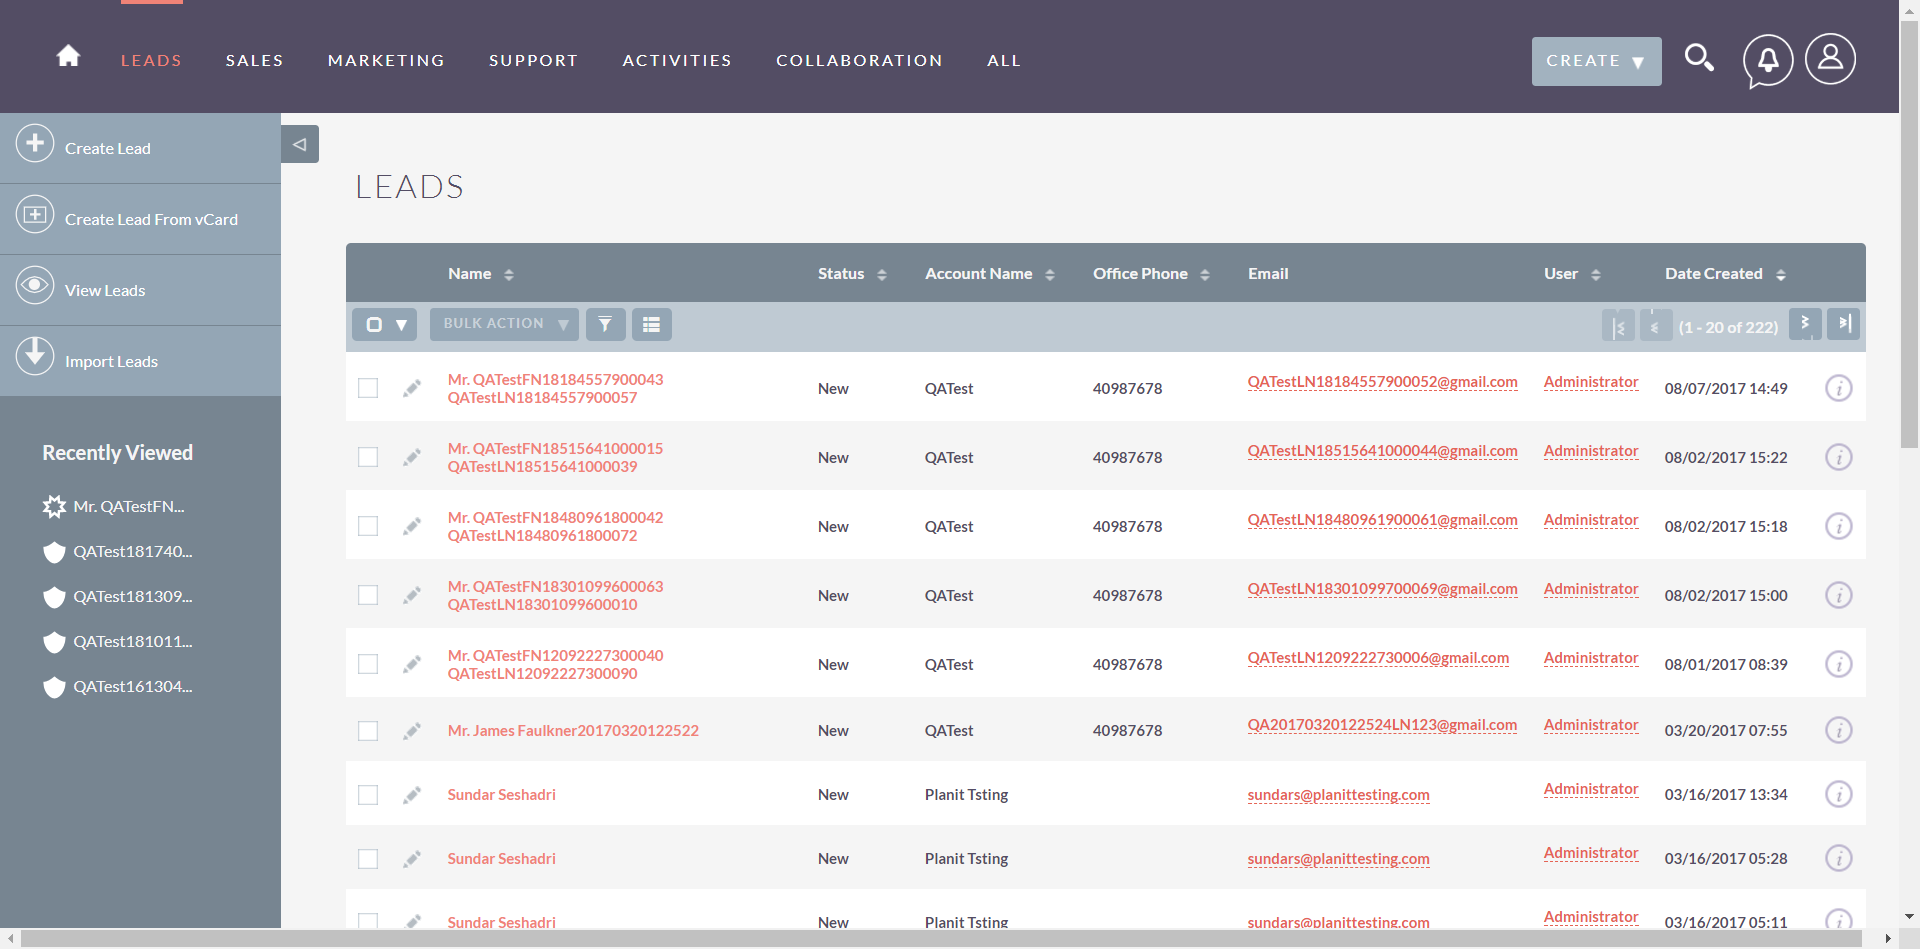 LEADS SALES MARKETING SUPPORT ACTIVITIES COLLABORATION ALL CREATE
Create Lead
Create Lead From vCard
View Leads
Import Leads
Recently Viewed
Mr. QATestFN...
QATest181740...
QATest181309...
QATest181011...
QATest161304...
LEADS
Name Status Account Name Office Phone Email User Date Created
BULK ACTION (1 - 20 of 222)
Mr. QATestFN18184557900043
QATestLN18184557900057 New QATest 40987678 QATestLN18184557900052@gmail.com Administrator 08/07/2017 14:49
Mr. QATestFN18515641000015
QATestLN18515641000039 New QATest 40987678 QATestLN18515641000044@gmail.com Administrator 08/02/2017 15:22
Mr. QATestFN18480961800042
QATestLN18480961800072 New QATest 40987678 QATestLN18480961900061@gmail.com Administrator 08/02/2017 15:18
Mr. QATestFN18301099600063
QATestLN18301099600010 New QATest 40987678 QATestLN18301099700069@gmail.com Administrator 08/02/2017 15:00
Mr. QATestFN12092227300040
QATestLN12092227300090 New QATest 40987678 QATestLN1209222730006@gmail.com Administrator 08/01/2017 08:39
Mr. James Faulkner20170320122522 New QATest 40987678 QA20170320122524LN123@gmail.com Administrator 03/20/2017 07:55
Sundar Seshadri New Planit Tsting sundars@planittesting.com Administrator 03/16/2017 13:34
Sundar Seshadri New Planit Tsting sundars@planittesting.com Administrator 03/16/2017 05:28
Sundar Seshadri New Planit Tsting sundars@planittesting.com Administrator 03/16/2017 05:11